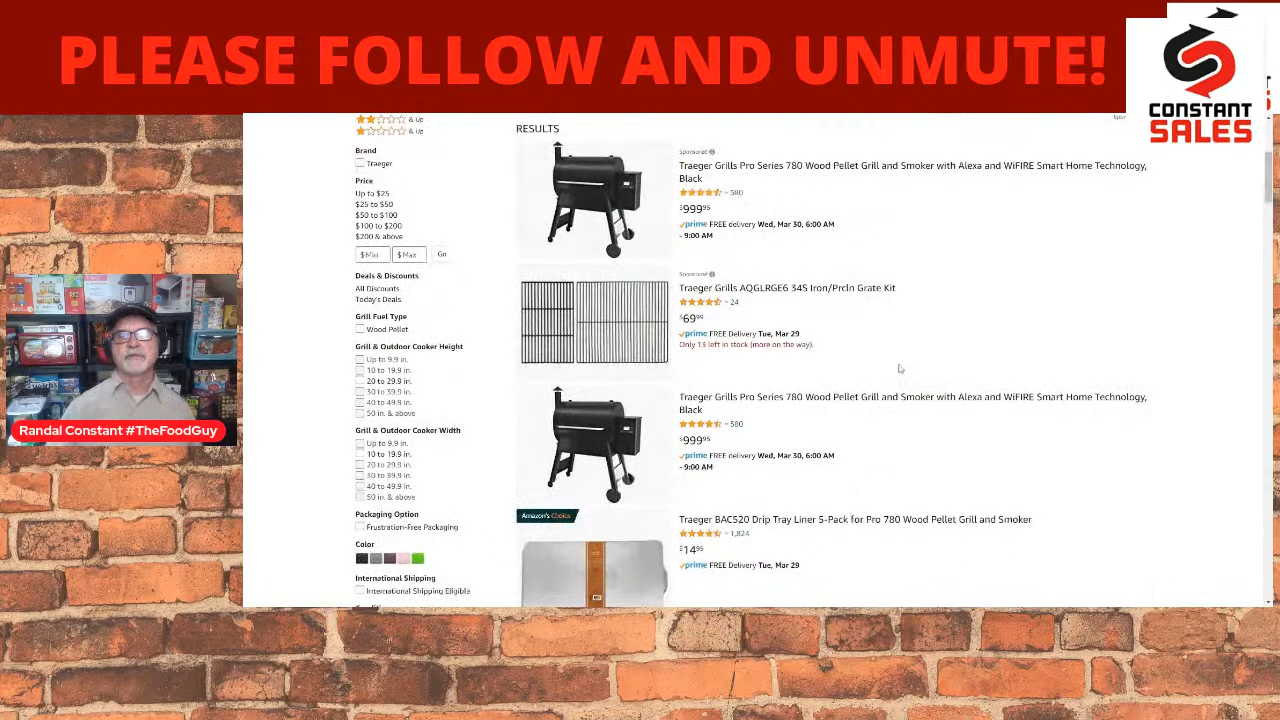 PLEASE FOLLOW AND UNMUTE!
CONSTANT
SALES
& Up
& Up
Brand
Traeger
Price
Up to $25
$25 to $50
$50 to $100
$100 to $200
$200 & above
$ Min
$ Max
Go
Deals & Discounts
All Discounts
Today's Deals
Grill Fuel Type
Wood Pellet
Grill & Outdoor Cooker Height
Up to 9.9 in.
10 to 19.9 in.
20 to 29.9 in.
30 to 39.9 in.
40 to 49.9 in.
50 in. & above
Grill & Outdoor Cooker Width
Up to 9.9 in.
10 to 19.9 in.
20 to 29.9 in.
30 to 39.9 in.
40 to 49.9 in.
50 in. & above
Packaging Option
Frustration-Free Packaging
Color
International Shipping
International Shipping Eligible
RESULTS
Sponsored
Traeger Grills Pro Series 780 Wood Pellet Grill and Smoker with Alexa and WiFIRE Smart Home Technology,
Black
580
$999.95
prime FREE delivery Wed, Mar 30, 6:00 AM
- 9:00 AM
Sponsored
Traeger Grills AQGLRGE6 34S Iron/Prcln Grate Kit
24
$69.99
prime FREE Delivery Tue, Mar 29
Only 13 left in stock (more on the way).
Traeger Grills Pro Series 780 Wood Pellet Grill and Smoker with Alexa and WiFIRE Smart Home Technology,
Black
580
$999.95
prime FREE delivery Wed, Mar 30, 6:00 AM
- 9:00 AM
Amazon's Choice
Traeger BAC520 Drip Tray Liner 5-Pack for Pro 780 Wood Pellet Grill and Smoker
1,824
$14.95
prime FREE Delivery Tue, Mar 29
Randal Constant #TheFoodGuy